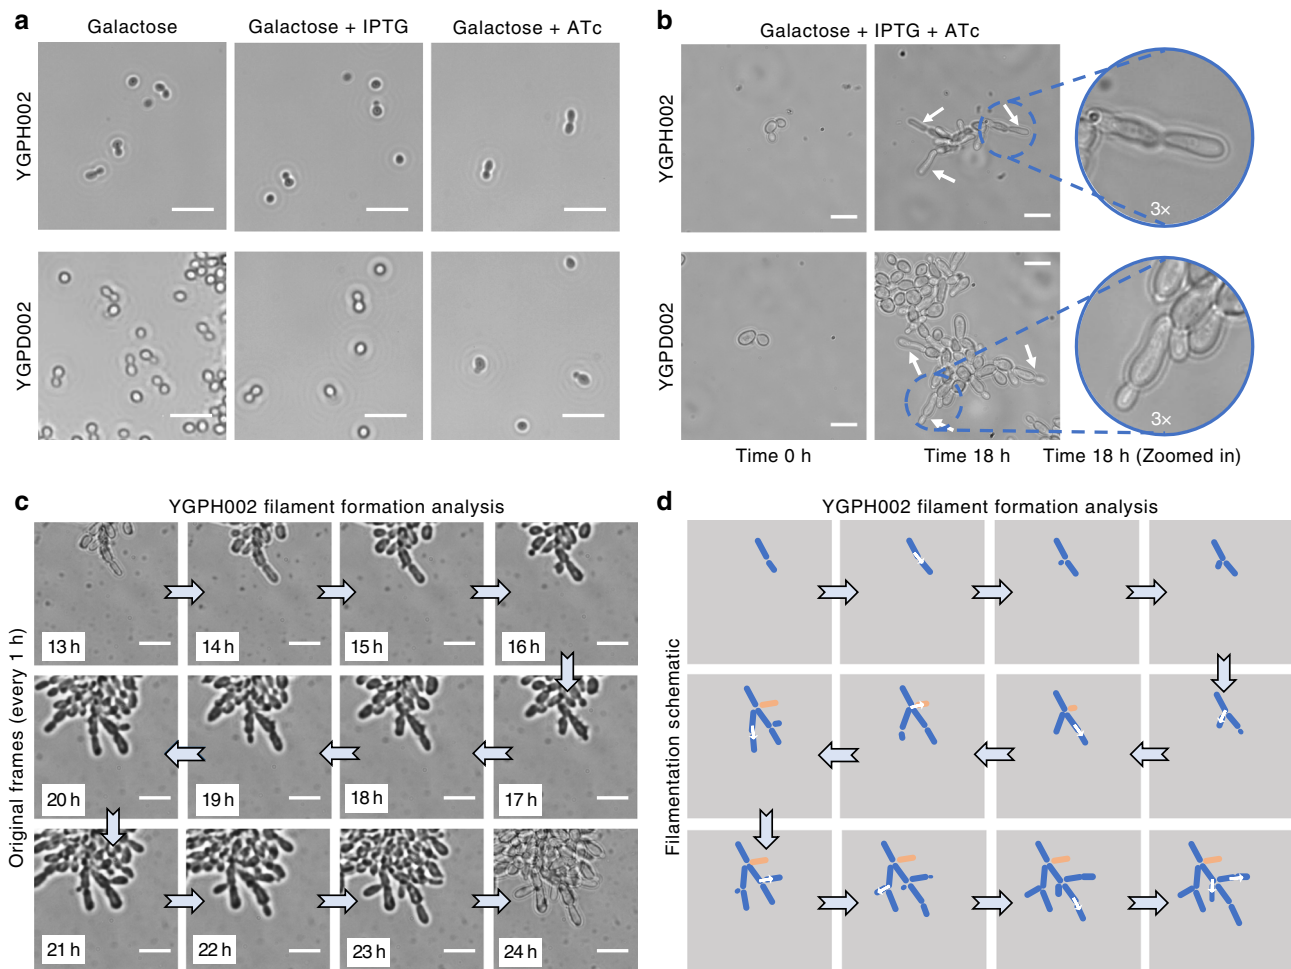 a
Galactose
Galactose + IPTG
Galactose + ATc
YGPH002
YGPD002
b
Galactose + IPTG + ATc
YGPH002
3×
YGPD002
3×
Time 0 h
Time 18 h
Time 18 h (Zoomed in)
c
YGPH002 filament formation analysis
Original frames (every 1 h)
13 h
14 h
15 h
16 h
20 h
19 h
18 h
17 h
21 h
22 h
23 h
24 h
d
YGPH002 filament formation analysis
Filamentation schematic